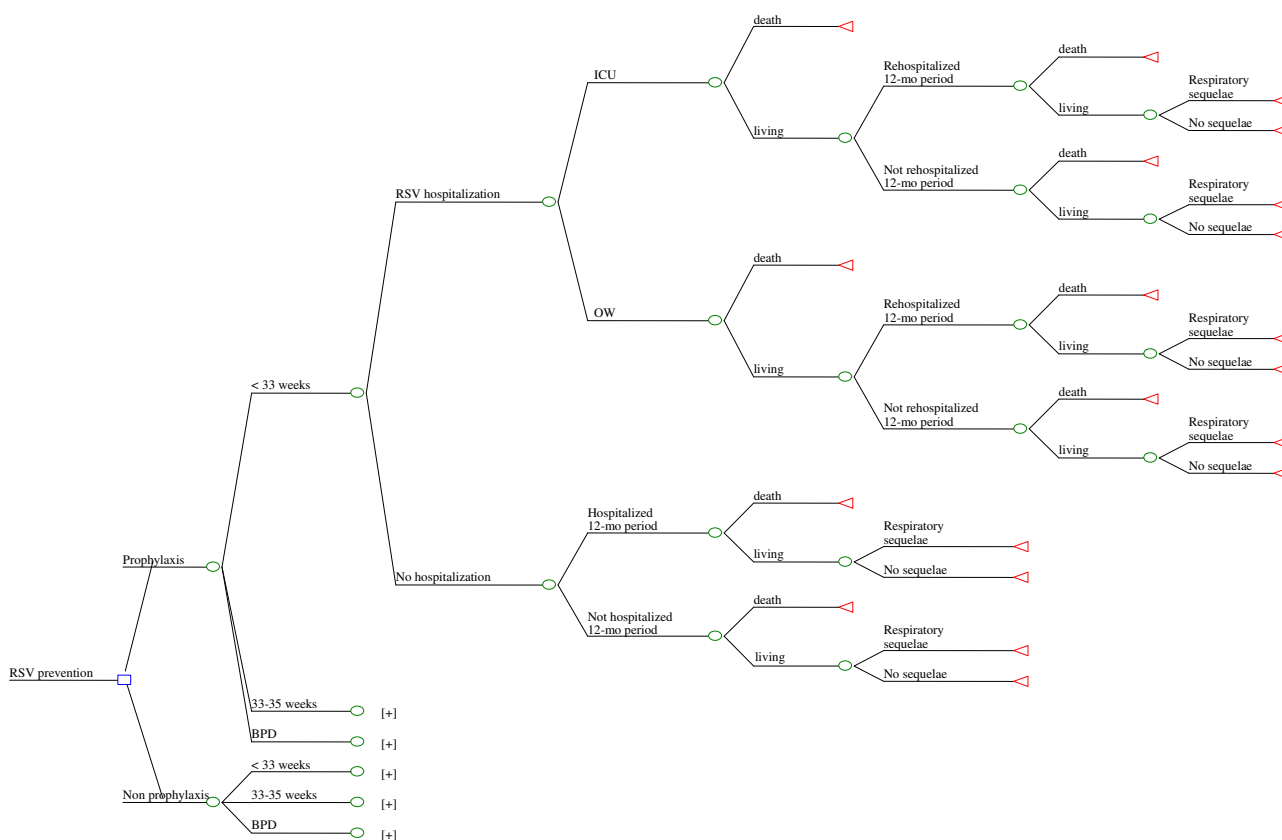 death
death
Rehospitalized
12-mo period
Respiratory
sequelae
ICU
living
No sequelae
living
death
Not rehospitalized
12-mo period
Respiratory
sequelae
RSV hospitalization
living
No sequelae
death
death
Rehospitalized
12-mo period
Respiratory
sequelae
OW
living
No sequelae
living
death
< 33 weeks
Not rehospitalized
12-mo period
Respiratory
sequelae
living
No sequelae
death
Hospitalized
12-mo period
Respiratory
sequelae
Prophylaxis
living
No hospitalization
No sequelae
death
Not hospitalized
12-mo period
Respiratory
sequelae
living
RSV prevention
No sequelae
33-35 weeks
[+]
BPD
[+]
< 33 weeks
[+]
Non prophylaxis
33-35 weeks
[+]
BPD
[+]